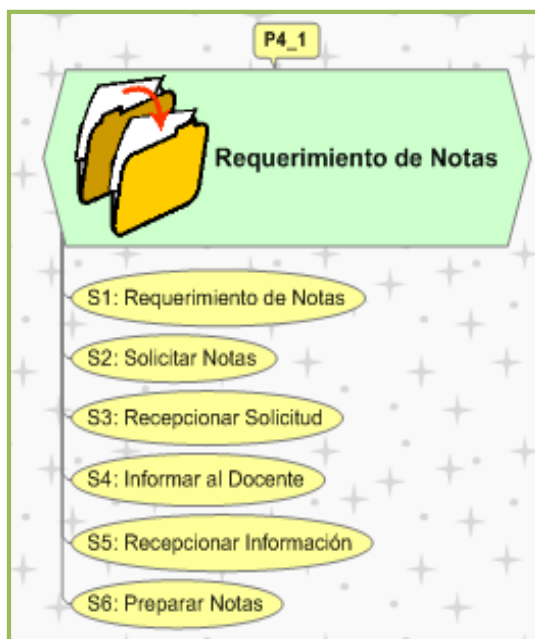 P4_1
Requerimiento de Notas
S1: Requerimiento de Notas
S2: Solicitar Notas
S3: Recepcionar Solicitud
S4: Informar al Docente
S5: Recepcionar Información
S6: Preparar Notas